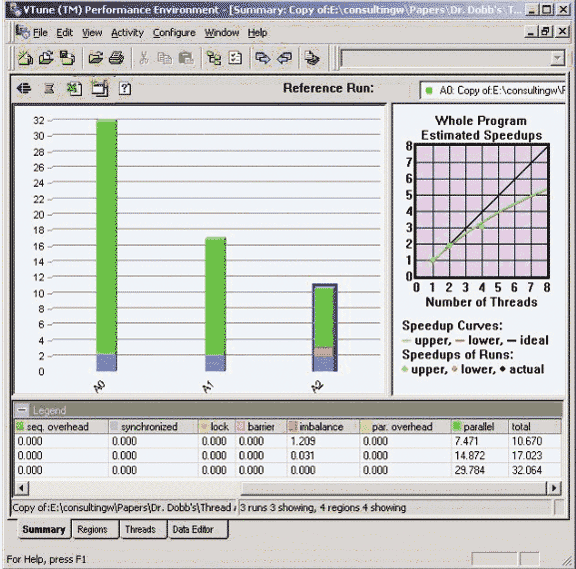 VTune (TM) Performance Environment - [Summary: Copy of:E:\consultingw\Papers\Dr. Dobb's\T...
File Edit View Activity Configure Window Help
Reference Run:
A0: Copy of:E:\consultingw\F
32
30
28
26
24
22
20
18
16
14
12
10
8
6
4
2
0
A0 A1 A2
Whole Program
Estimated Speedups
8
7
6
5
4
3
2
1
0
0 1 2 3 4 5 6 7 8
Number of Threads
Speedup Curves:
upper, lower, ideal
Speedups of Runs:
upper, lower, actual
Legend
seq. overhead synchronized lock barrier imbalance par. overhead parallel total
0.000 0.000 0.000 0.000 1.209 0.000 7.471 10.670
0.000 0.000 0.000 0.000 0.031 0.000 14.872 17.023
0.000 0.000 0.000 0.000 0.000 0.000 29.784 32.064
Copy of:E:\consultingw\Papers\Dr. Dobb's\Thread 3 runs 3 showing, 4 regions 4 showing
Summary Regions Threads Data Editor
For Help, press F1